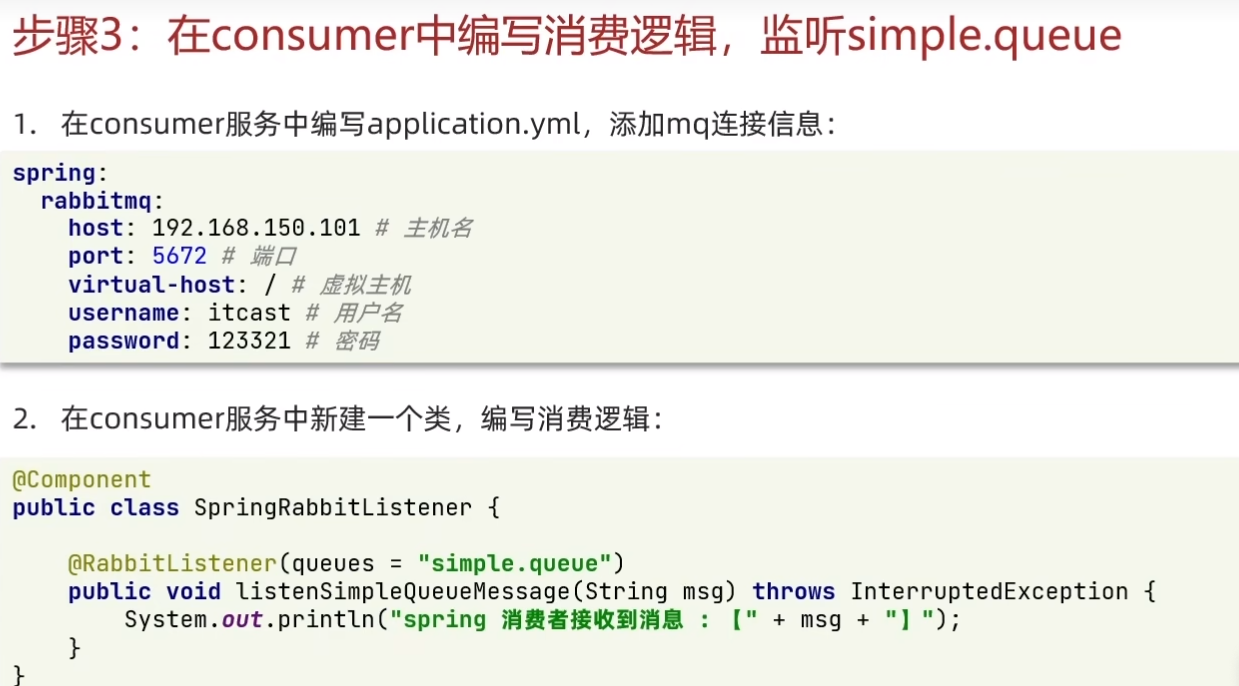 步骤3：在consumer中编写消费逻辑，监听simple.queue
1. 在consumer服务中编写application.yml，添加mq连接信息：
spring:
  rabbitmq:
    host: 192.168.150.101 # 主机名
    port: 5672 # 端口
    virtual-host: / # 虚拟主机
    username: itcast # 用户名
    password: 123321 # 密码
2. 在consumer服务中新建一个类，编写消费逻辑：
@Component
public class SpringRabbitListener {
    @RabbitListener(queues = "simple.queue")
    public void listenSimpleQueueMessage(String msg) throws InterruptedException {
        System.out.println("spring 消费者接收到消息 ：【" + msg + "】");
    }
}